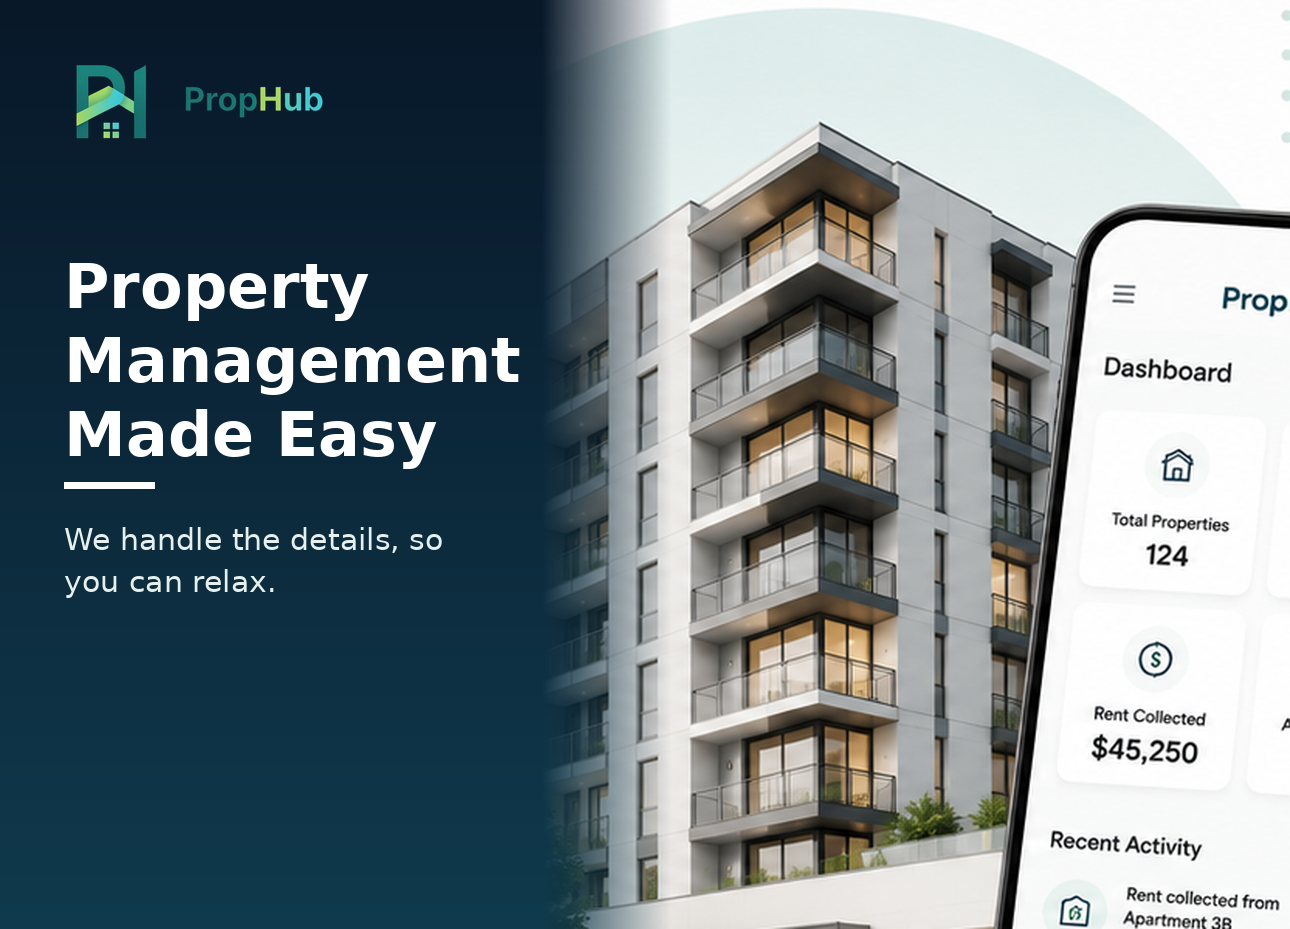 PropHub
Property
Management
Made Easy
We handle the details, so
you can relax.
Prop
Dashboard
Total Properties
124
Rent Collected
$45,250
A
Recent Activity
Rent collected from
Apartment 3B